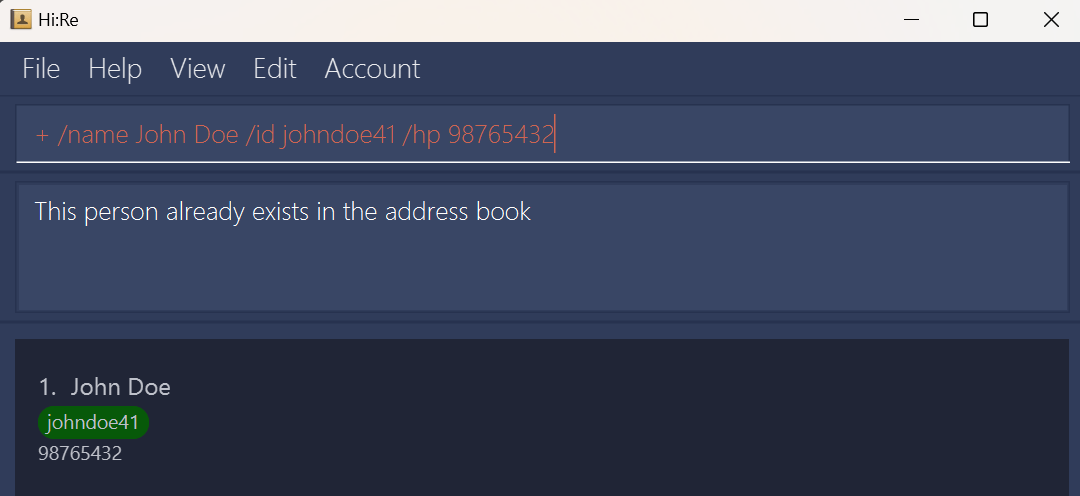 Hi:Re
File Help View Edit Account
+ /name John Doe /id johndoe41 /hp 98765432
This person already exists in the address book
1. John Doe
johndoe41
98765432